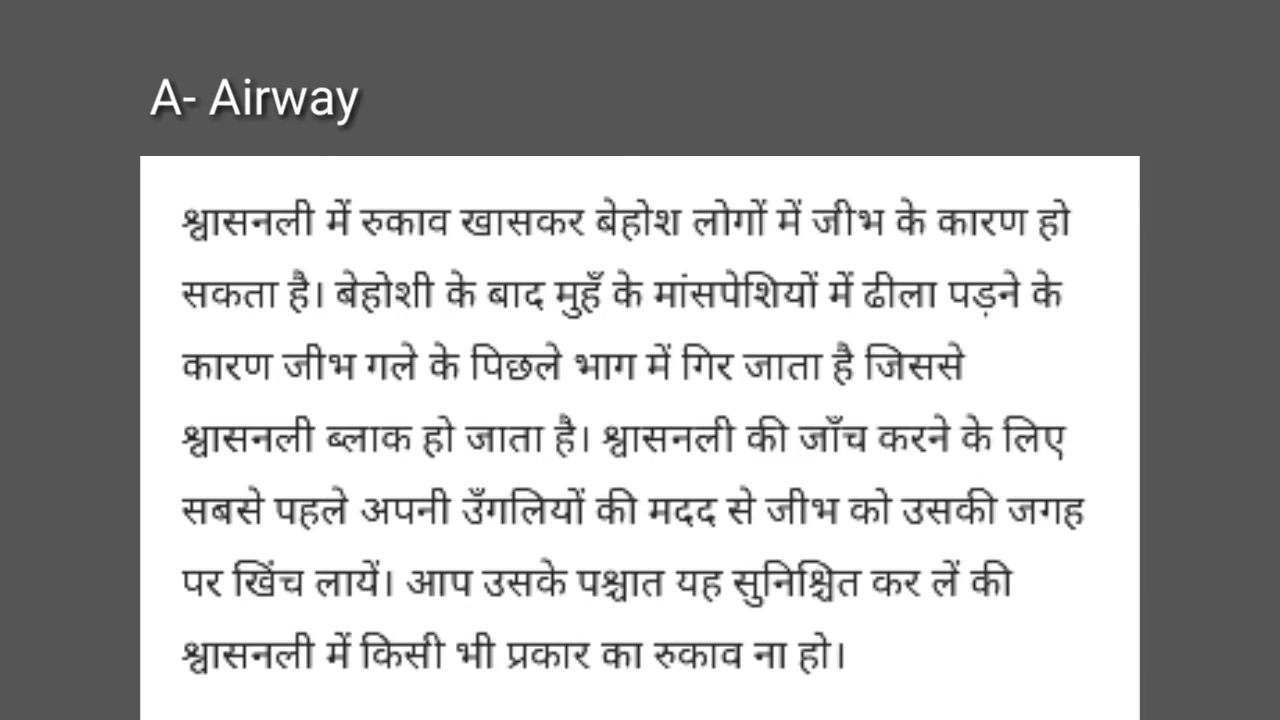 A- Airway
श्वासनली में रुकाव खासकर बेहोश लोगों में जीभ के कारण हो
सकता है। बेहोशी के बाद मुहँ के मांसपेशियों में ढीला पड़ने के
कारण जीभ गले के पिछले भाग में गिर जाता है जिससे
श्वासनली ब्लाक हो जाता है। श्वासनली की जाँच करने के लिए
सबसे पहले अपनी उँगलियों की मदद से जीभ को उसकी जगह
पर खिंच लायें। आप उसके पश्चात यह सुनिश्चित कर लें की
श्वासनली में किसी भी प्रकार का रुकाव ना हो।